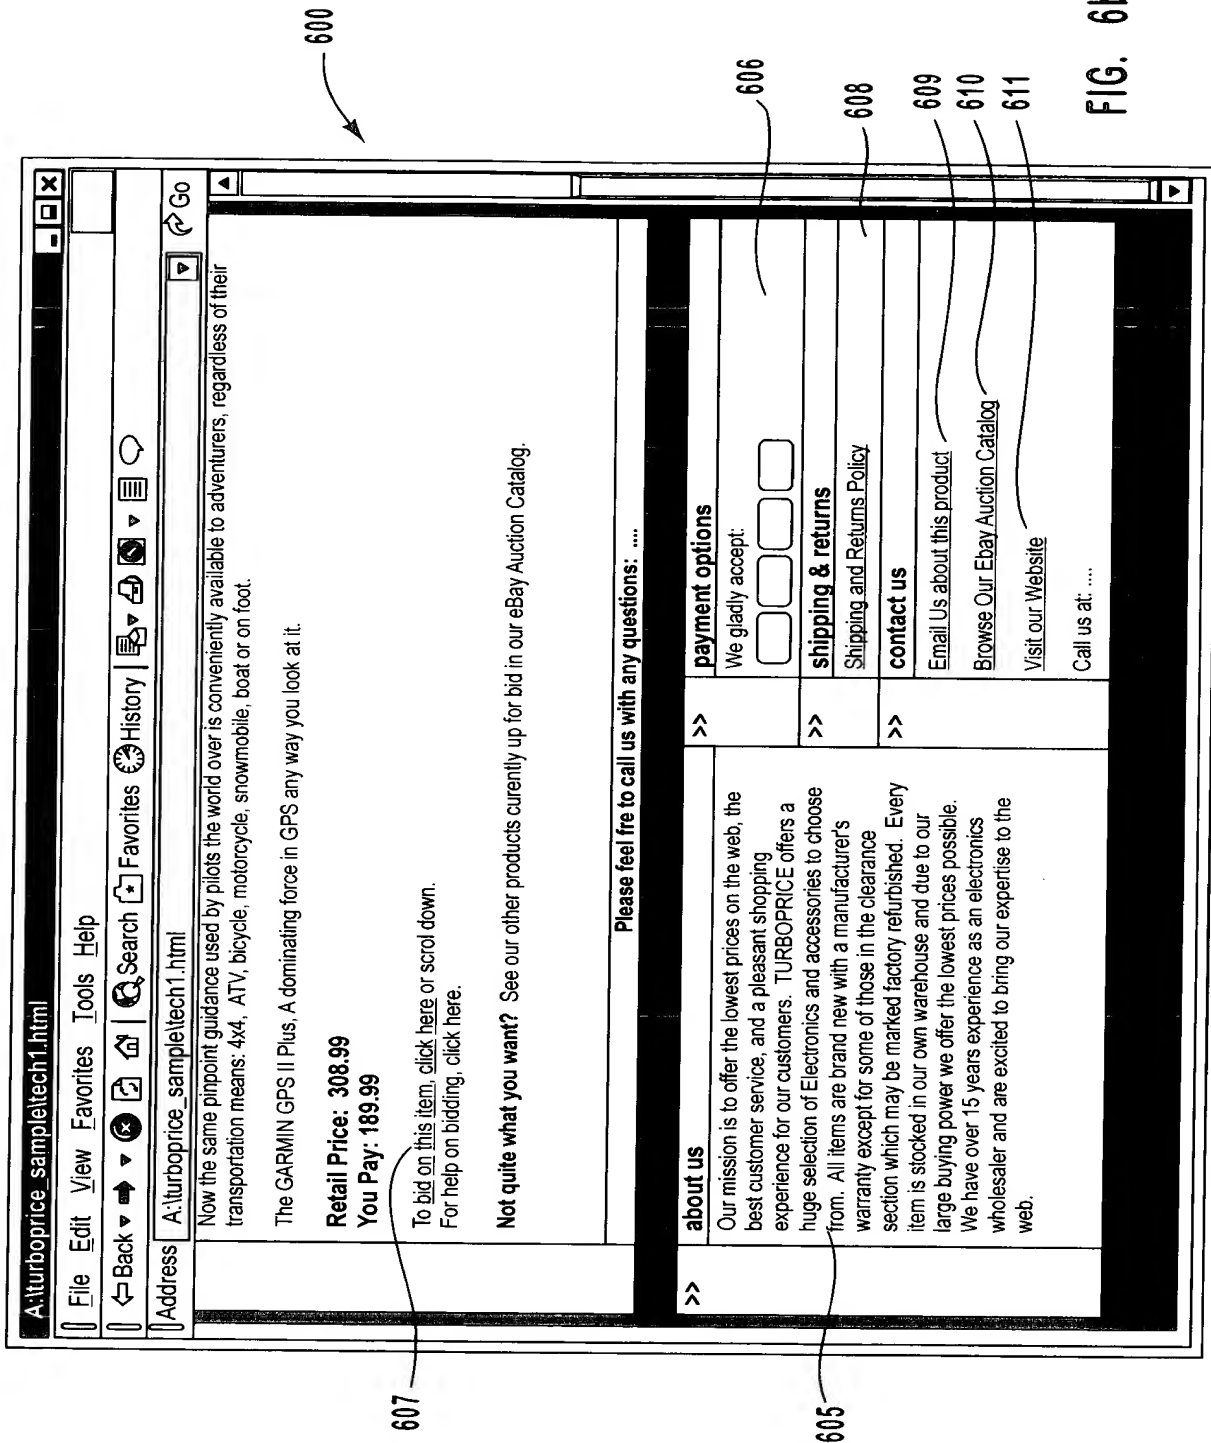 A:\turboprice_sample\tech1.html
File Edit View Favorites Tools Help
Back Search Favorites History
Address A:\turboprice_sample\tech1.html Go
Now the same pinpoint guidance used by pilots the world over is conveniently available to adventurers, regardless of their
transportation means: 4x4, ATV, bicycle, motorcycle, snowmobile, boat or on foot.
The GARMIN GPS II Plus, A dominating force in GPS any way you look at it.
Retail Price: 308.99
You Pay: 189.99
To bid on this item, click here or scrol down.
For help on bidding, click here.
Not quite what you want? See our other products curently up for bid in our eBay Auction Catalog.
Please feel fre to call us with any questions: ....
>> about us
Our mission is to offer the lowest prices on the web, the
best customer service, and a pleasant shopping
experience for our customers. TURBOPRICE offers a
huge selection of Electronics and accessories to choose
from. All items are brand new with a manufacturer's
warranty except for some of those in the clearance
section which may be marked factory refurbished. Every
item is stocked in our own warehouse and due to our
large buying power we offer the lowest prices possible.
We have over 15 years experience as an electronics
wholesaler and are excited to bring our expertise to the
web.
>> payment options
We gladly accept:
>> shipping & returns
Shipping and Returns Policy
>> contact us
Email Us about this product
Browse Our Ebay Auction Catalog
Visit our Website
Call us at: .....
600
607
605
606
608
609
610
611
FIG.